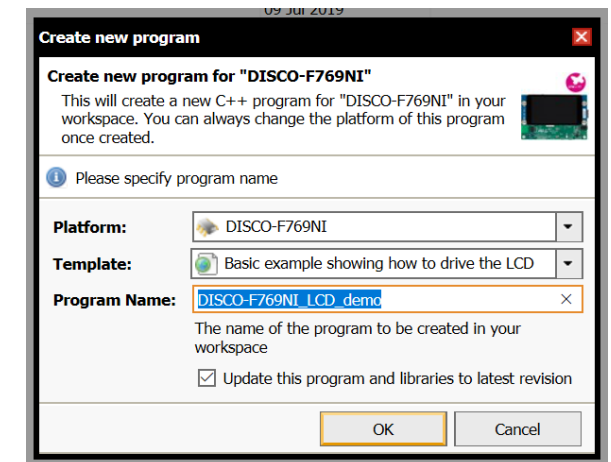 09 Jul 2019
Create new program
Create new program for "DISCO-F769NI"
This will create a new C++ program for "DISCO-F769NI" in your
workspace. You can always change the platform of this program
once created.
Please specify program name
Platform: DISCO-F769NI
Template: Basic example showing how to drive the LCD
Program Name: DISCO-F769NI_LCD_demo
The name of the program to be created in your
workspace
Update this program and libraries to latest revision
OK Cancel